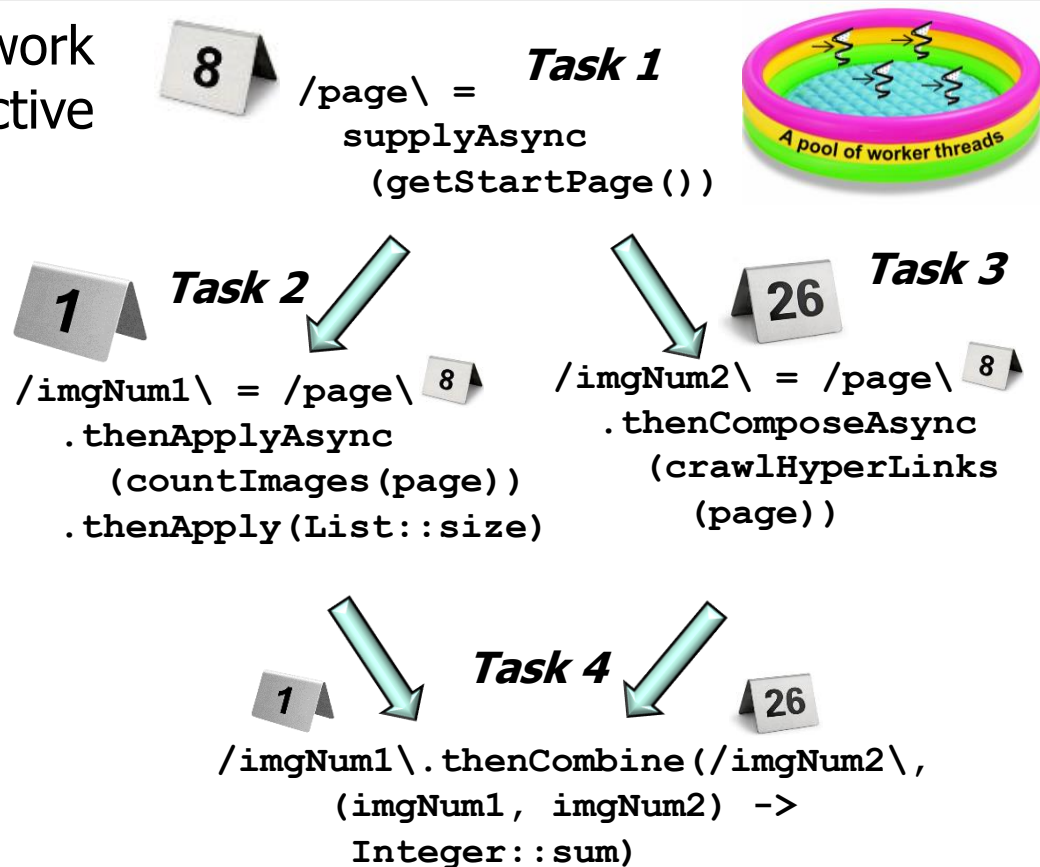 work
ctive
8
Task 1
/page\ =
supplyAsync
(getStartPage())
A pool of worker threads
1
Task 2
26
Task 3
/imgNum1\ = /page\ 8
.thenApplyAsync
(countImages(page))
.thenApply(List::size)
/imgNum2\ = /page\ 8
.thenComposeAsync
(crawlHyperLinks
(page))
Task 4
1
26
/imgNum1\.thenCombine(/imgNum2\,
(imgNum1, imgNum2) ->
Integer::sum)